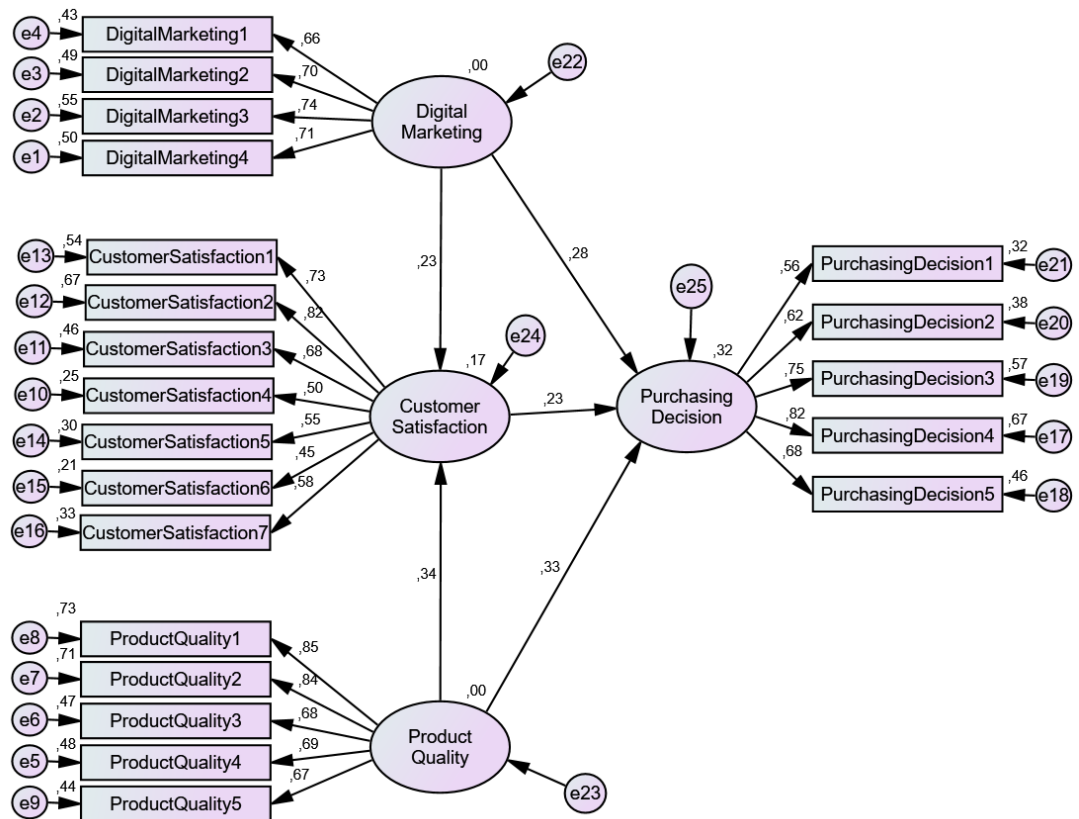 e4
,43
DigitalMarketing1
,66
e3
,49
DigitalMarketing2
,70
e2
,55
DigitalMarketing3
,74
e1
,50
DigitalMarketing4
,71
,00
Digital
Marketing
e22
,23
,28
e13
,54
CustomerSatisfaction1
,73
e12
,67
CustomerSatisfaction2
,82
e11
,46
CustomerSatisfaction3
,68
e10
,25
CustomerSatisfaction4
,50
e14
,30
CustomerSatisfaction5
,55
e15
,21
CustomerSatisfaction6
,45
e16
,33
CustomerSatisfaction7
,58
,17
Customer
Satisfaction
e24
,23
e25
,32
Purchasing
Decision
,56
PurchasingDecision1
,32
e21
,62
PurchasingDecision2
,38
e20
,75
PurchasingDecision3
,57
e19
,82
PurchasingDecision4
,67
e17
,68
PurchasingDecision5
,46
e18
,34
,33
e8
,73
ProductQuality1
,85
e7
,71
ProductQuality2
,84
e6
,47
ProductQuality3
,68
e5
,48
ProductQuality4
,69
e9
,44
ProductQuality5
,67
,00
Product
Quality
e23